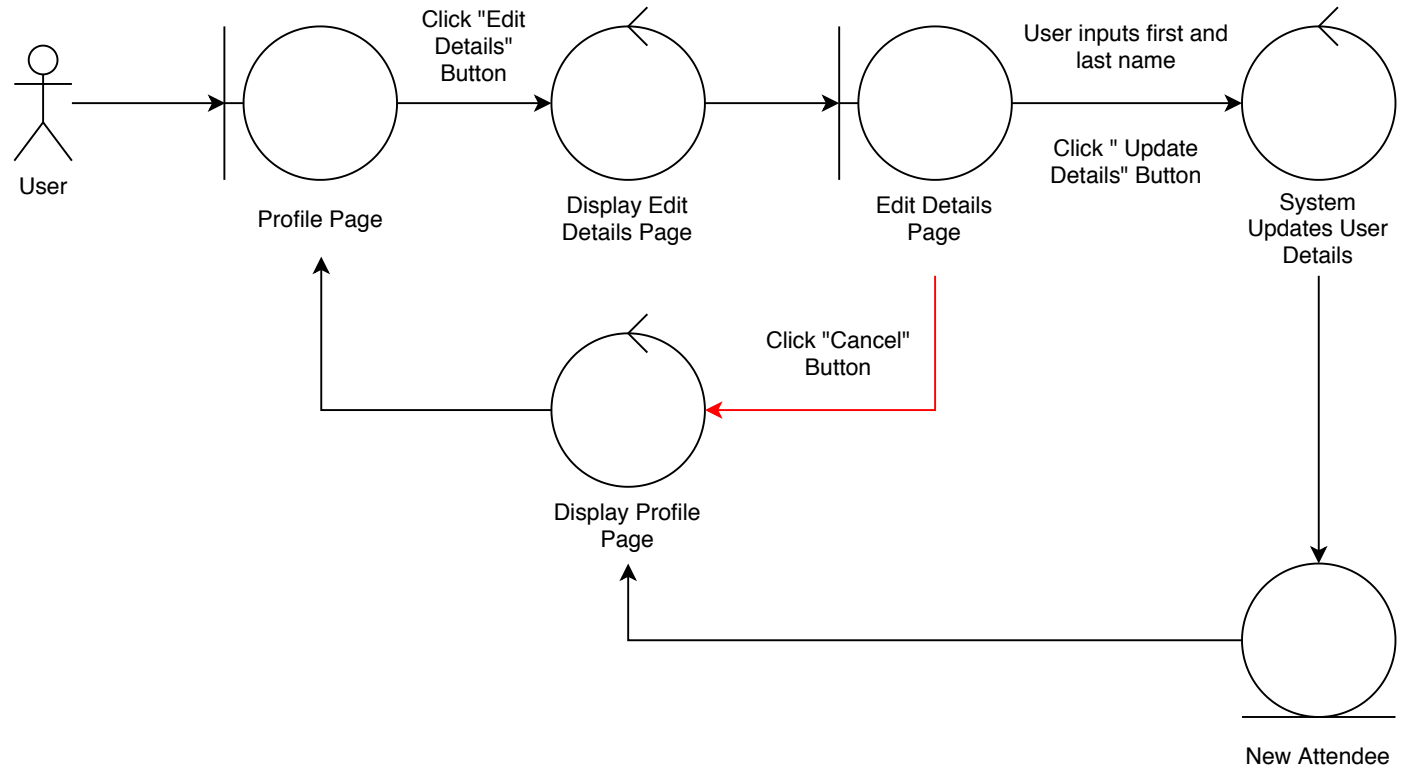 Click "Edit
Details"
Button
User inputs first and
last name
Click " Update
Details" Button
User
Profile Page
Display Edit
Details Page
Edit Details
Page
System
Updates User
Details
Click "Cancel"
Button
Display Profile
Page
New Attendee